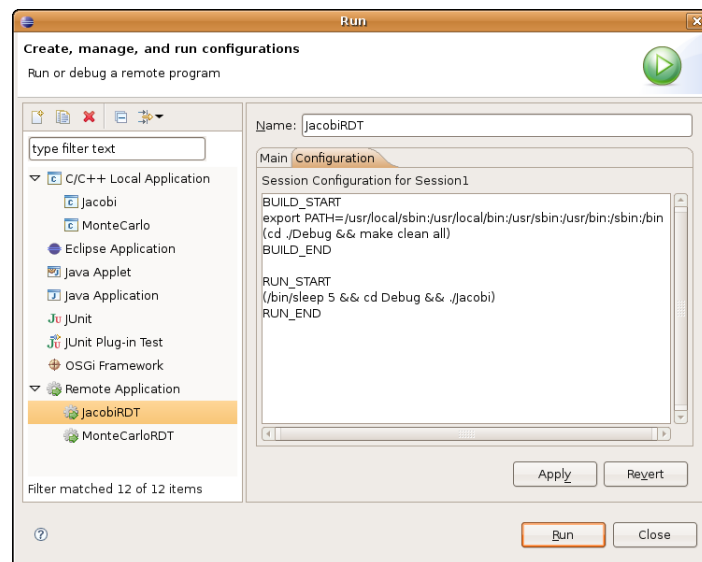 Run
Create, manage, and run configurations
Run or debug a remote program
type filter text
C/C++ Local Application
Jacobi
MonteCarlo
Eclipse Application
Java Applet
Java Application
JUnit
JUnit Plug-in Test
OSGi Framework
Remote Application
JacobiRDT
MonteCarloRDT
Filter matched 12 of 12 items
Name: JacobiRDT
Main Configuration
Session Configuration for Session1
BUILD_START
export PATH=/usr/local/sbin:/usr/local/bin:/usr/sbin:/usr/bin:/sbin:/bin
(cd ./Debug && make clean all)
BUILD_END
RUN_START
(/bin/sleep 5 && cd Debug && ./Jacobi)
RUN_END
Apply Revert
Run Close